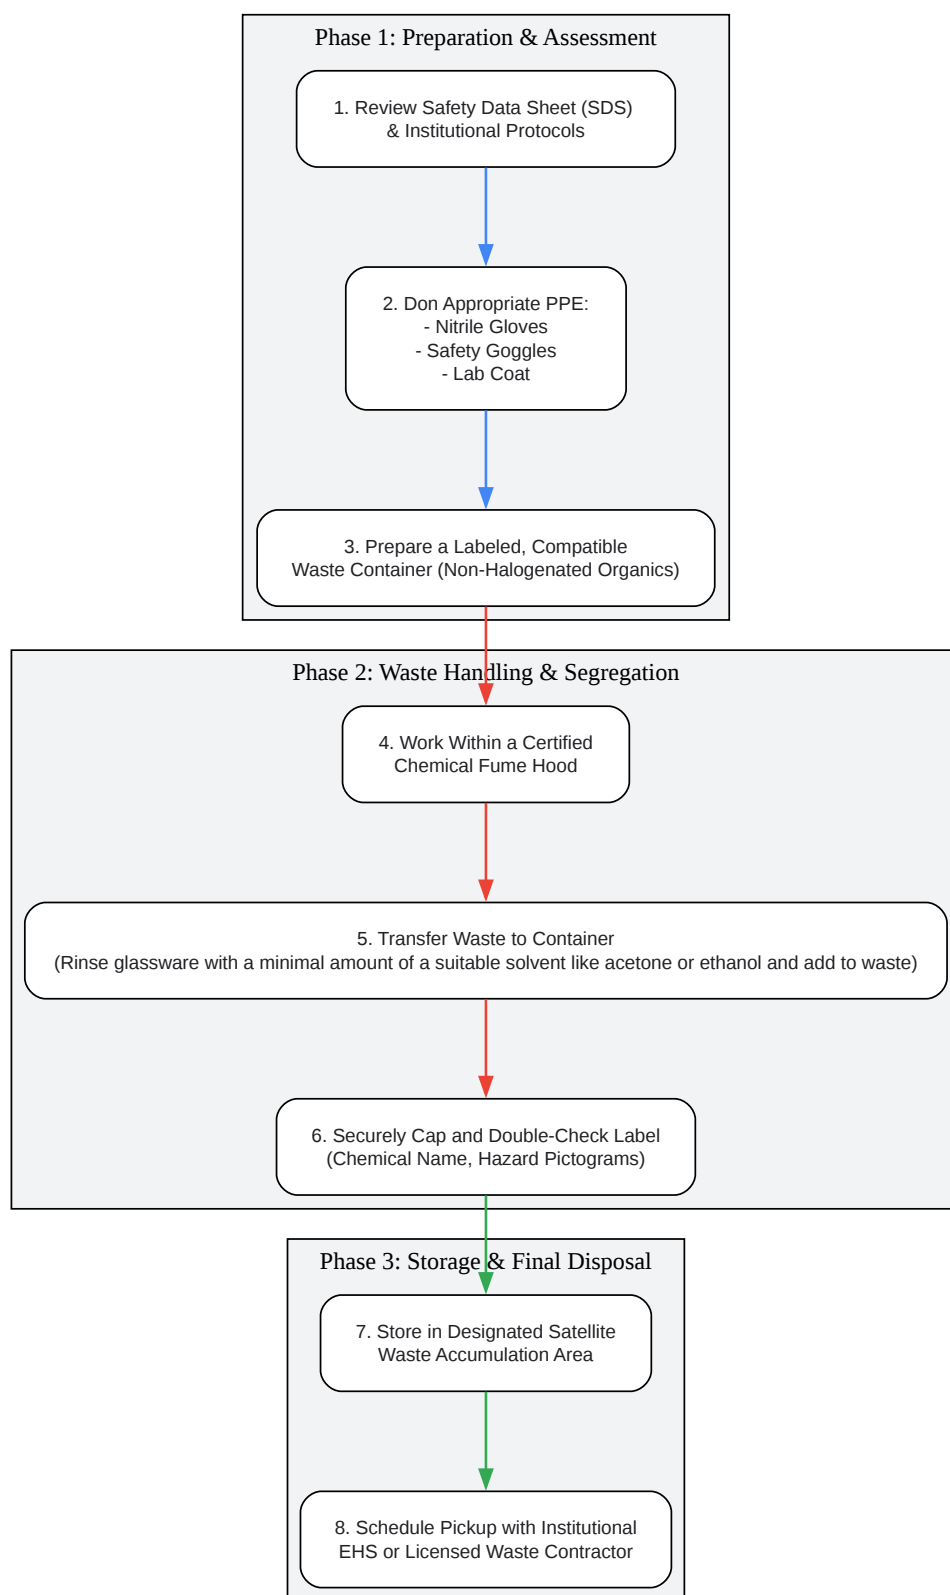 Phase 1: Preparation & Assessment
1. Review Safety Data Sheet (SDS)
& Institutional Protocols
2. Don Appropriate PPE:
- Nitrile Gloves
- Safety Goggles
- Lab Coat
3. Prepare a Labeled, Compatible
Waste Container (Non-Halogenated Organics)
Phase 2: Waste Handling & Segregation
4. Work Within a Certified
Chemical Fume Hood
5. Transfer Waste to Container
(Rinse glassware with a minimal amount of a suitable solvent like acetone or ethanol and add to waste)
6. Securely Cap and Double-Check Label
(Chemical Name, Hazard Pictograms)
Phase 3: Storage & Final Disposal
7. Store in Designated Satellite
Waste Accumulation Area
8. Schedule Pickup with Institutional
EHS or Licensed Waste Contractor